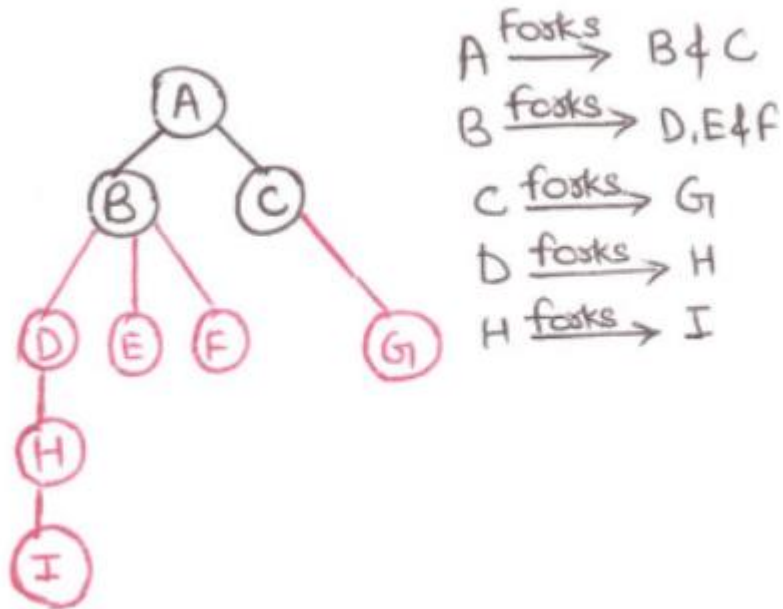 A Forks → B & C
A
B forks → D, E & F
B C
C forks → G
D forks → H
D E F G
H forks → I
H
I